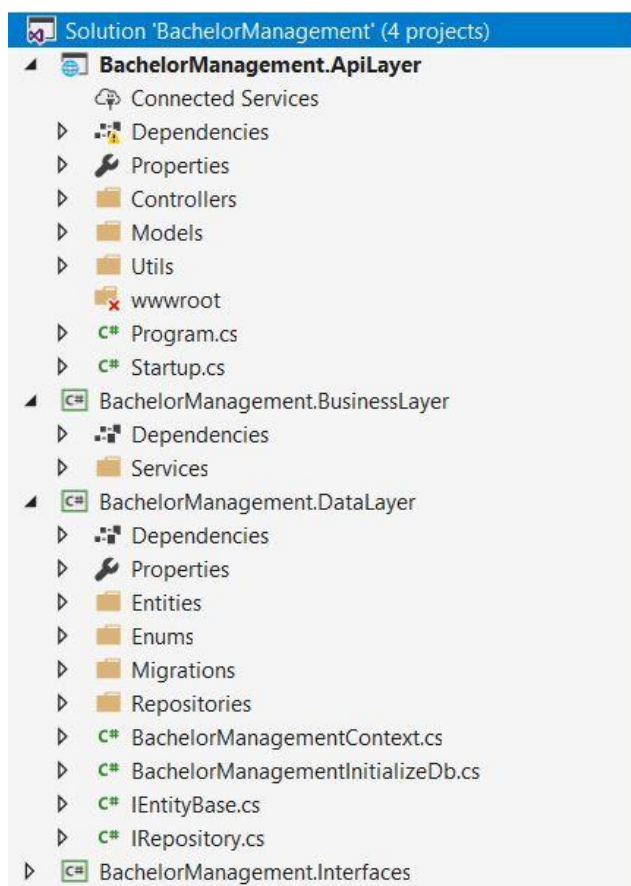 Solution 'BachelorManagement' (4 projects)
BachelorManagement.ApiLayer
Connected Services
Dependencies
Properties
Controllers
Models
Utils
wwwroot
C# Program.cs
C# Startup.cs
C# BachelorManagement.BusinessLayer
Dependencies
Services
C# BachelorManagement.DataLayer
Dependencies
Properties
Entities
Enums
Migrations
Repositories
C# BachelorManagementContext.cs
C# BachelorManagementInitializeDb.cs
C# IEntityBase.cs
C# IRepository.cs
C# BachelorManagement.Interfaces